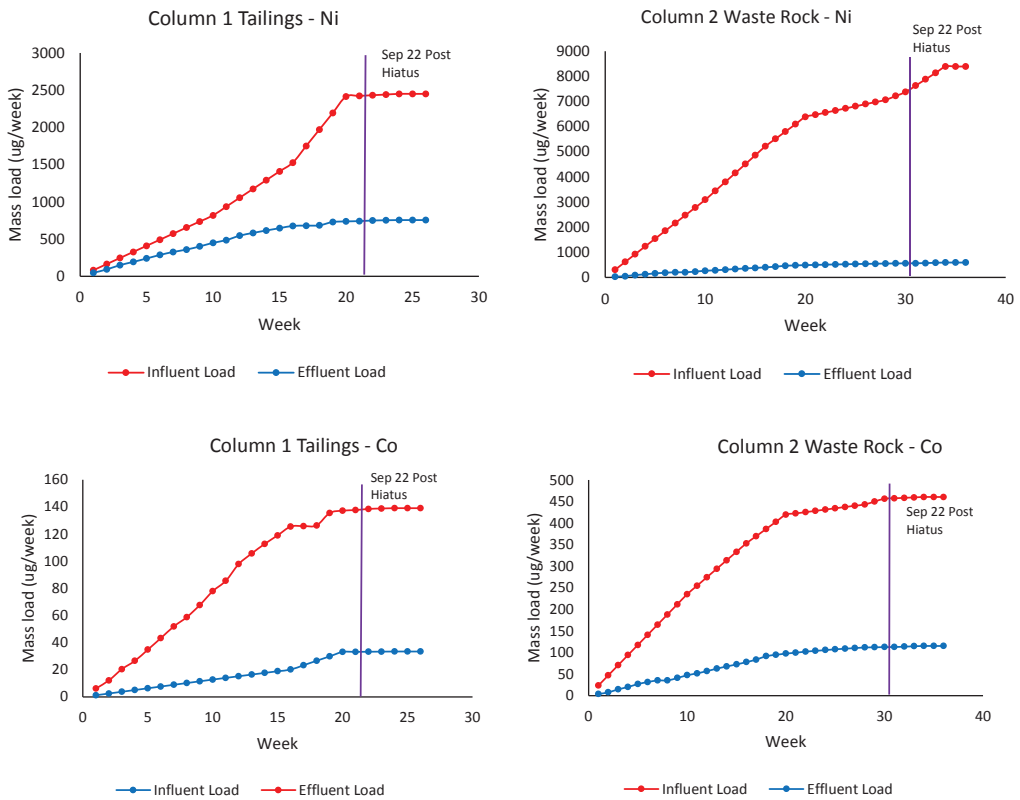 Column 1 Tailings - Ni
Sep 22 Post
Hiatus
Mass load (ug/week)
3000
2500
2000
1500
1000
500
0
0 5 10 15 20 25 30
Week
Influent Load Effluent Load
Column 2 Waste Rock - Ni
Sep 22 Post
Hiatus
Mass load (ug/week)
9000
8000
7000
6000
5000
4000
3000
2000
1000
0
0 10 20 30 40
Week
Influent Load Effluent Load
Column 1 Tailings - Co
Sep 22 Post
Hiatus
Mass load (ug/week)
160
140
120
100
80
60
40
20
0
0 5 10 15 20 25 30
Week
Influent Load Effluent Load
Column 2 Waste Rock - Co
Sep 22 Post
Hiatus
Mass load (ug/week)
500
450
400
350
300
250
200
150
100
50
0
0 10 20 30 40
Week
Influent Load Effluent Load